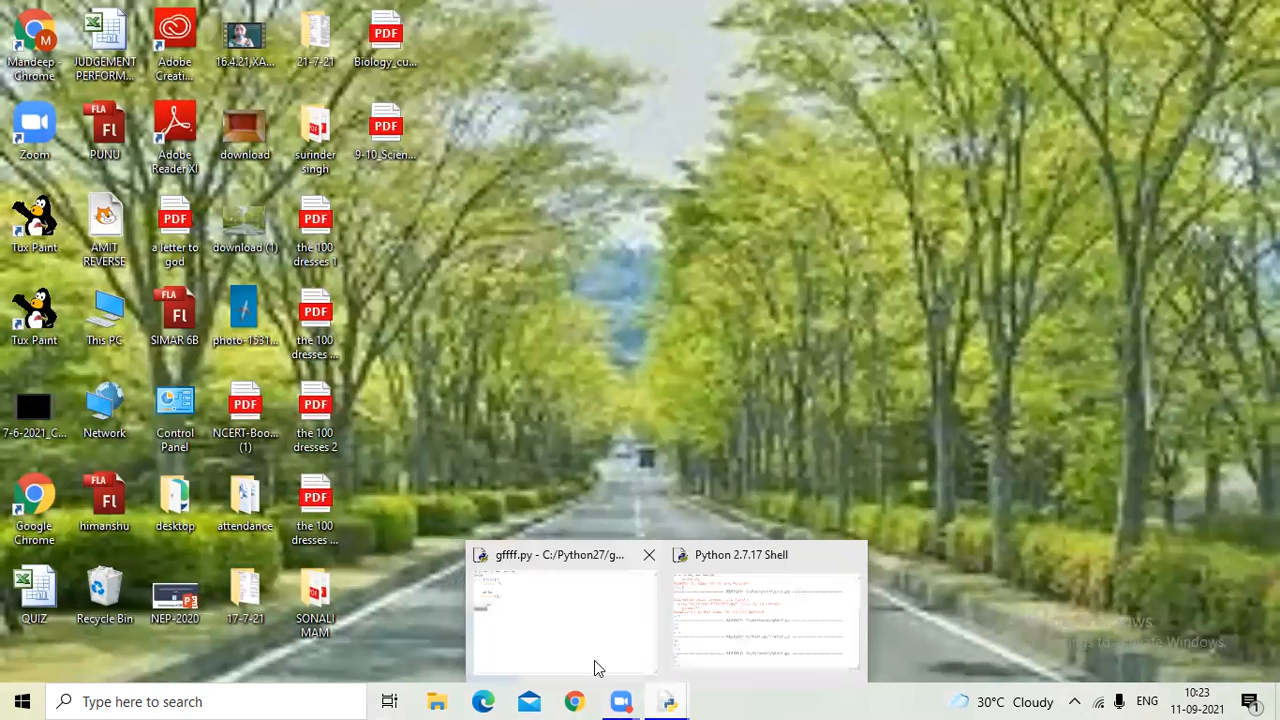 Mandeep - Chrome
JUDGEMENT PERFORM...
Adobe Creati...
16.4.21,XA...
21-7-21
Biology_cu...
Zoom
PUNU
Adobe Reader XI
download
surinder singh
9-10_Scien...
Tux Paint
AMIT REVERSE
a letter to god
download (1)
the 100 dresses 1
Tux Paint
This PC
SIMAR 6B
photo-1531...
the 100 dresses ...
7-6-2021_C...
Network
Control Panel
NCERT-Boo... (1)
the 100 dresses 2
Google Chrome
himanshu
desktop
attendance
the 100 dresses ...
QUIZ
Recycle Bin
NEP-2020
17-7-21
SONALI MAM
gffff.py - C:/Python27/g...
Python 2.7.17 Shell
Windows.
to activate Windows.
Type here to search
30°C Cloudy
ENG
10:23
11-09-2021